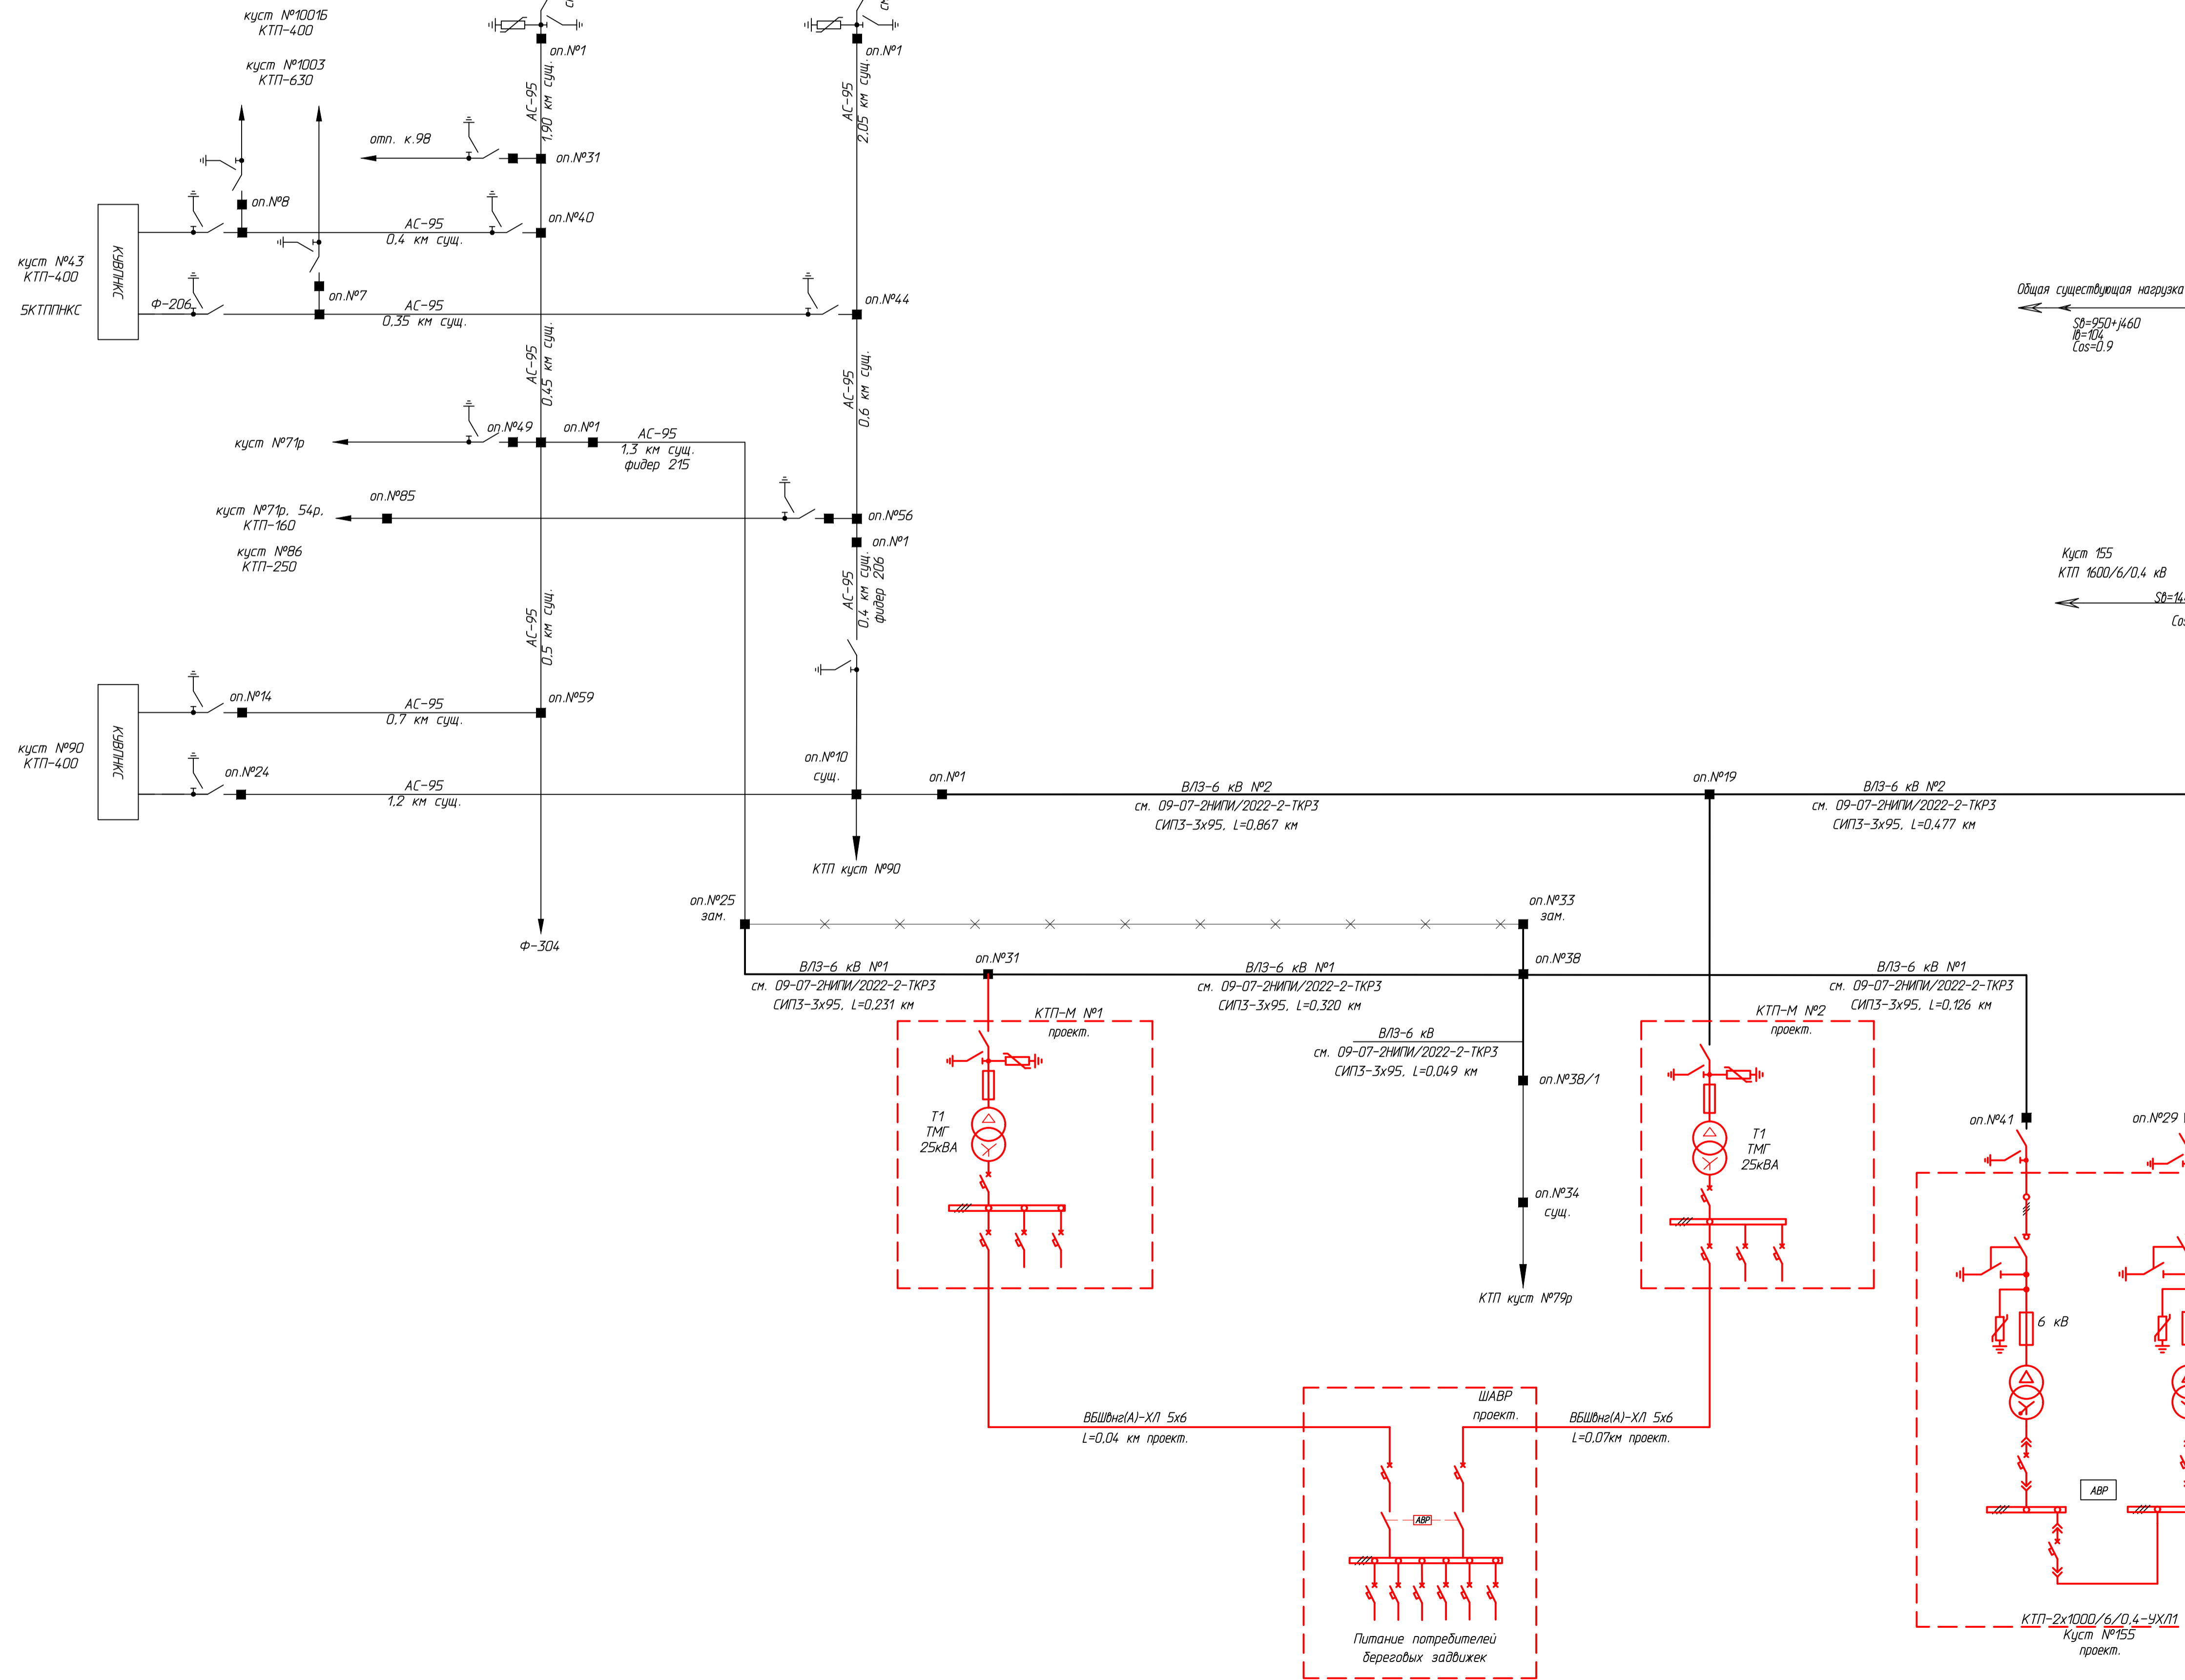 куст №1001Б
КТП-400
куст №1003
КТП-630
оп.№1
оп.№1
АС-95
1,90 км сущ.
АС-95
2,05 км сущ.
отп. к.98
оп.№31
оп.№8
оп.№40
АС-95
0,4 км сущ.
КУВПНКС
куст №43
КТП-400
5КТППНКС
Ф-206
оп.№7
АС-95
0,35 км сущ.
оп.№44
Общая существующая нагрузка
Sв=950+j460
Iв=104
Cos=0.9
АС-95
0,45 км сущ.
АС-95
0,6 км сущ.
куст №71р
оп.№49
оп.№1
АС-95
1,3 км сущ.
фидер 215
оп.№85
куст №71р, 54р,
КТП-160
оп.№56
оп.№1
куст №86
КТП-250
АС-95
0,4 км сущ.
фидер 206
Куст 155
КТП 1600/6/0,4 кВ
АС-95
0,5 км сущ.
оп.№14
АС-95
0,7 км сущ.
оп.№59
КУВПНКС
куст №90
КТП-400
оп.№24
АС-95
1,2 км сущ.
оп.№10
сущ.
оп.№1
ВЛЗ-6 кВ №2
см. 09-07-2НИПИ/2022-2-ТКР3
СИП3-3х95, L=0,867 км
оп.№19
ВЛЗ-6 кВ №2
см. 09-07-2НИПИ/2022-2-ТКР3
СИП3-3х95, L=0,477 км
КТП куст №90
оп.№25
зам.
оп.№33
зам.
Ф-304
ВЛЗ-6 кВ №1
см. 09-07-2НИПИ/2022-2-ТКР3
СИП3-3х95, L=0,231 км
оп.№31
ВЛЗ-6 кВ №1
см. 09-07-2НИПИ/2022-2-ТКР3
СИП3-3х95, L=0,320 км
оп.№38
ВЛЗ-6 кВ №1
см. 09-07-2НИПИ/2022-2-ТКР3
СИП3-3х95, L=0,126 км
КТП-М №1
проект.
ВЛЗ-6 кВ
см. 09-07-2НИПИ/2022-2-ТКР3
СИП3-3х95, L=0,049 км
КТП-М №2
проект.
оп.№38/1
Т1
ТМГ
25кВА
Т1
ТМГ
25кВА
оп.№41
оп.№29
оп.№34
сущ.
КТП куст №79р
6 кВ
ШАВР
проект.
ВБШвнг(А)-ХЛ 5х6
L=0,04 км проект.
ВБШвнг(А)-ХЛ 5х6
L=0,07км проект.
АВР
АВР
Питание потребителей
береговых задвижек
КТП-2х1000/6/0,4-УХЛ1
Куст №155
проект.